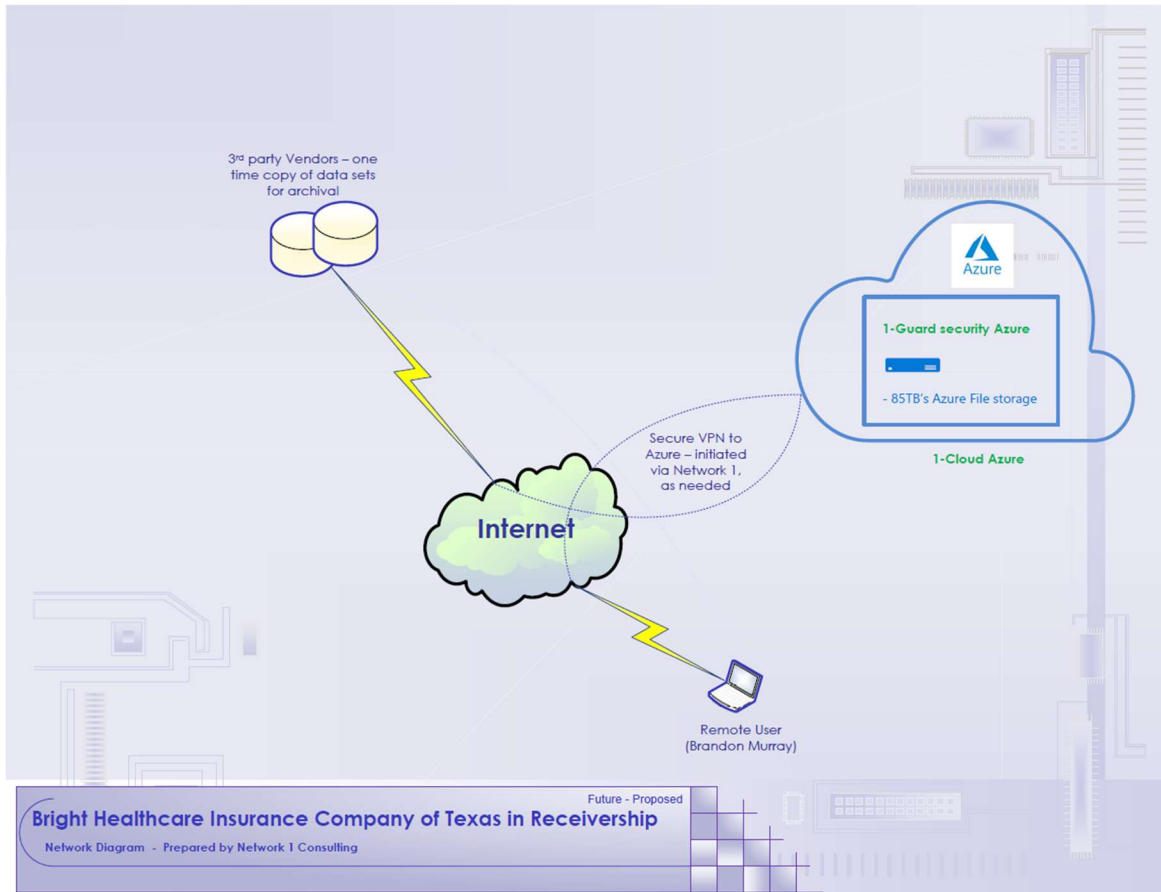 3rd party Vendors – one
time copy of data sets
for archival
Azure
1-Guard security Azure
- 85TB's Azure File storage
1-Cloud Azure
Secure VPN to
Azure – initiated
via Network 1,
as needed
Internet
Remote User
(Brandon Murray)
Future - Proposed
Bright Healthcare Insurance Company of Texas in Receivership
Network Diagram - Prepared by Network 1 Consulting